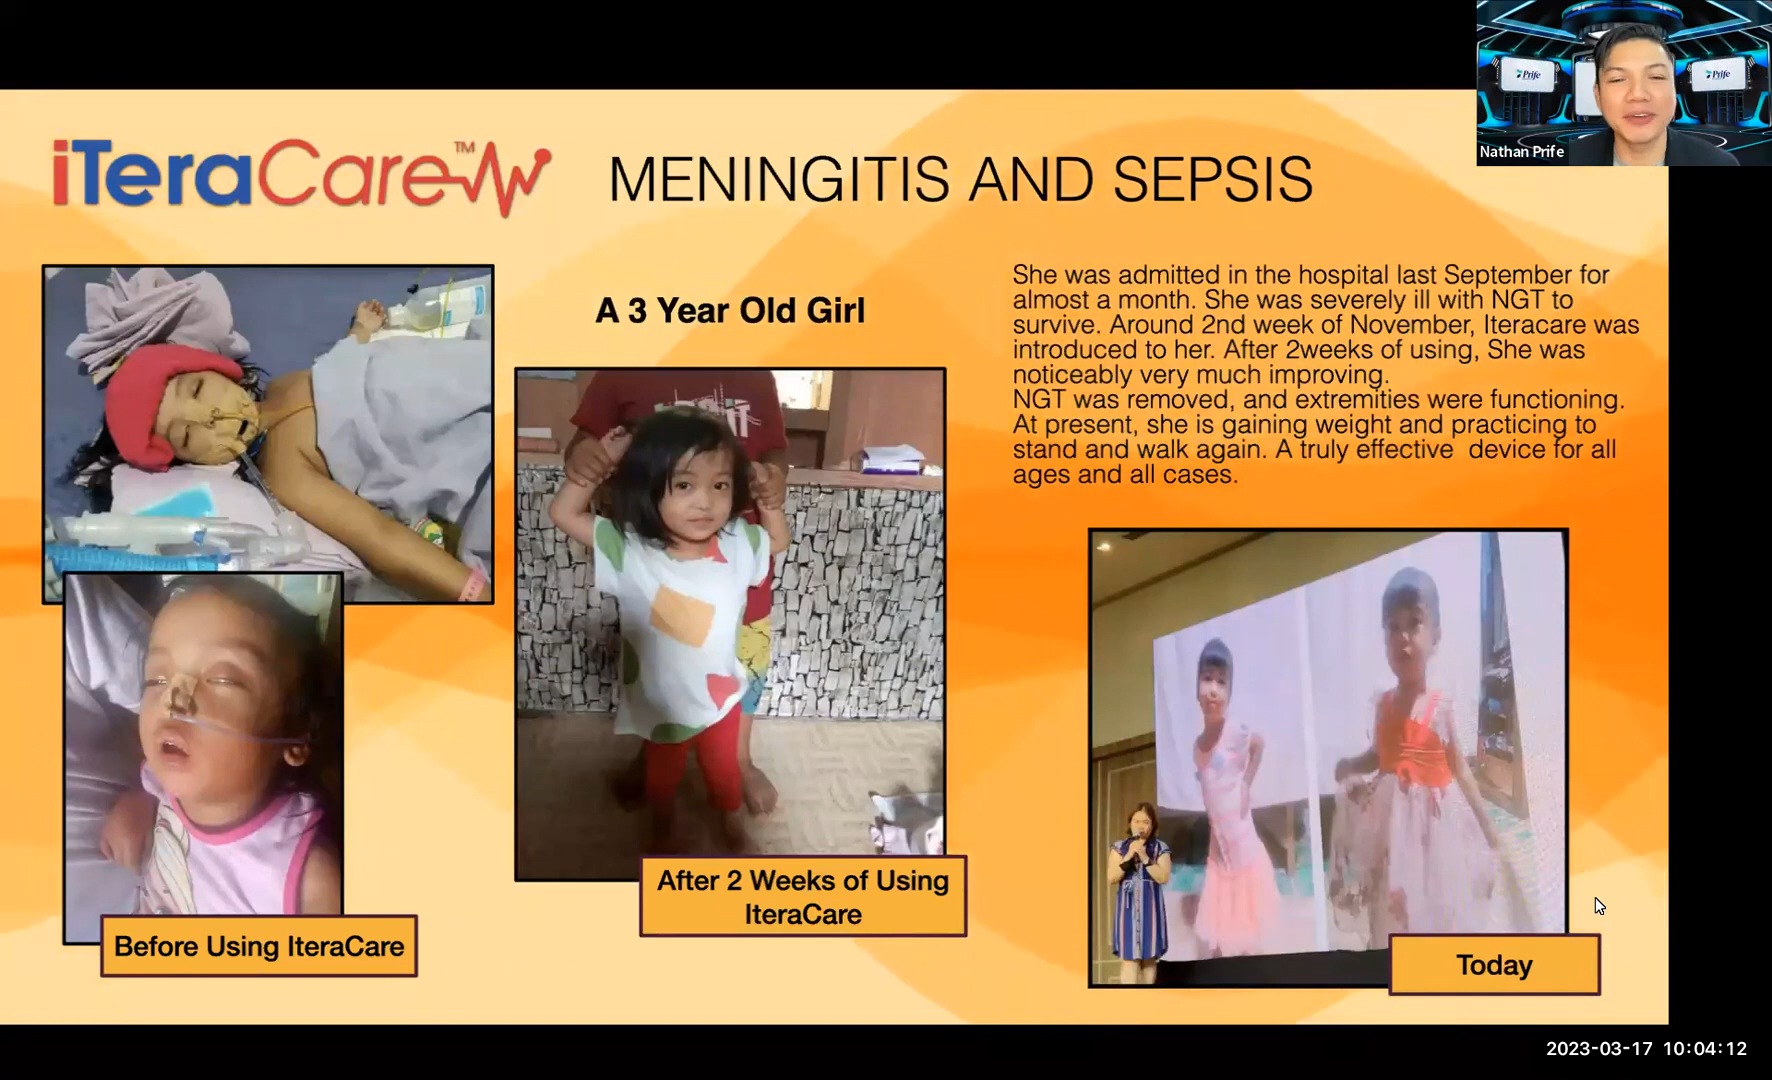 iTeraCare™
MENINGITIS AND SEPSIS
Prife
Prife
Nathan Prife
A 3 Year Old Girl
She was admitted in the hospital last September for
almost a month. She was severely ill with NGT to
survive. Around 2nd week of November, Iteracare was
introduced to her. After 2weeks of using, She was
noticeably very much improving.
NGT was removed, and extremities were functioning.
At present, she is gaining weight and practicing to
stand and walk again. A truly effective  device for all
ages and all cases.
Before Using IteraCare
After 2 Weeks of Using
IteraCare
Today
2023-03-17 10:04:12